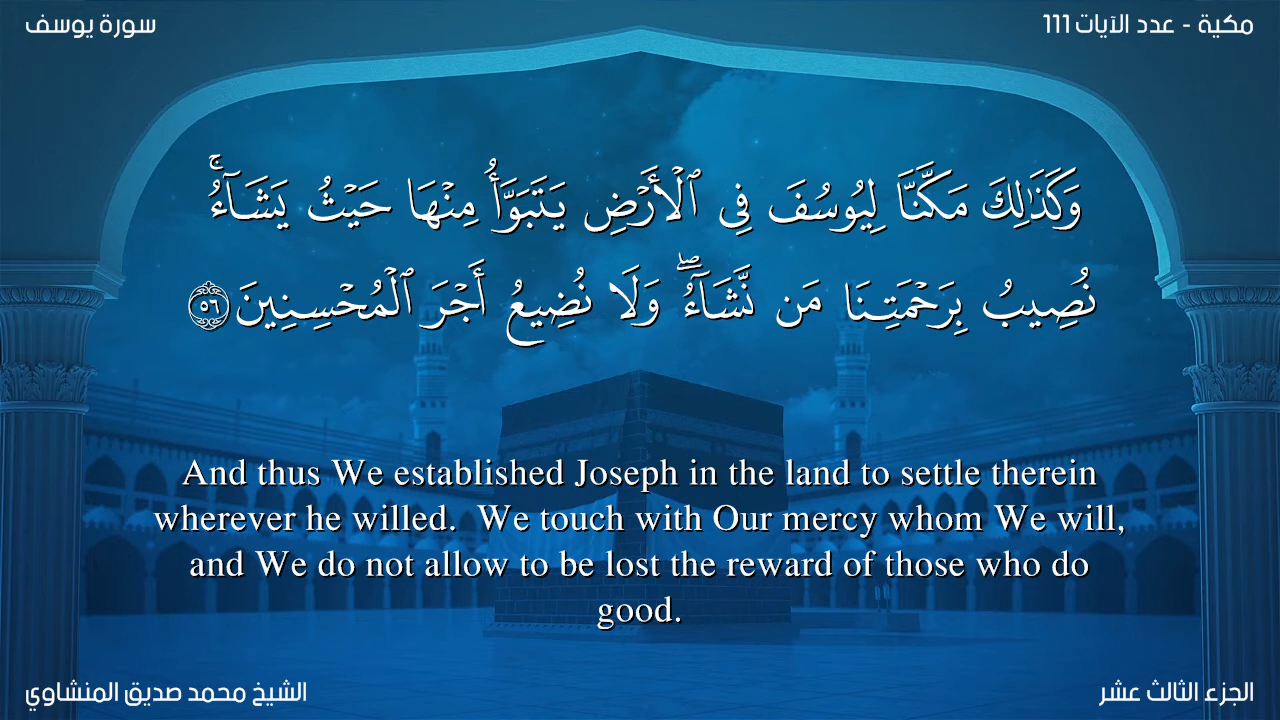 مكية - عدد الآيات 111
سورة يوسف
وَكَذَٰلِكَ مَكَّنَّا لِيُوسُفَ فِي ٱلْأَرْضِ يَتَبَوَّأُ مِنْهَا حَيْثُ يَشَآءُۚ
نُصِيبُ بِرَحْمَتِنَا مَن نَّشَآءُۖ وَلَا نُضِيعُ أَجْرَ ٱلْمُحْسِنِينَ ٥٦
And thus We established Joseph in the land to settle therein
wherever he willed.  We touch with Our mercy whom We will,
and We do not allow to be lost the reward of those who do
good.
الجزء الثالث عشر
الشيخ محمد صديق المنشاوي